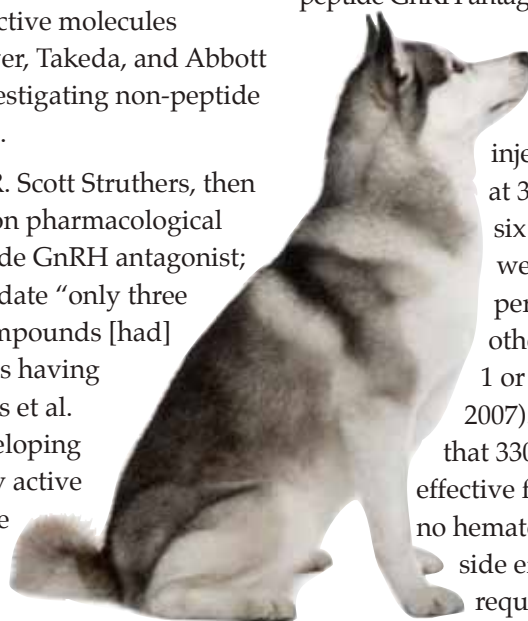 ctive molecules
er, Takeda, and Abbott
estigating non-peptide
.
R. Scott Struthers, then
on pharmacological
de GnRH antagonist;
date “only three
mpounds [had]
s having
s et al.
eloping
y active
e
peptide GnRH antag
inje
at 3
six
we
per
othe
1 or
2007)
that 330
effective f
no hemato
side e
requ